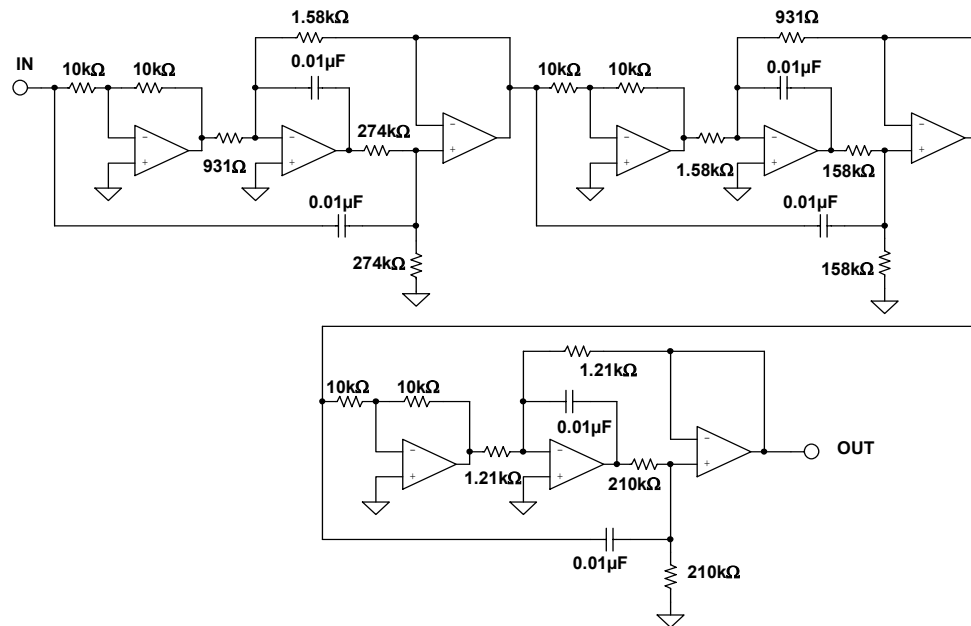 1.58kΩ
931Ω
IN
10kΩ
10kΩ
0.01µF
10kΩ
10kΩ
0.01µF
−
+
−
+
−
+
−
+
−
+
−
+
274kΩ
931Ω
1.58kΩ
158kΩ
0.01µF
0.01µF
274kΩ
158kΩ
1.21kΩ
10kΩ
10kΩ
0.01µF
−
+
−
+
−
+
OUT
1.21kΩ
210kΩ
0.01µF
210kΩ